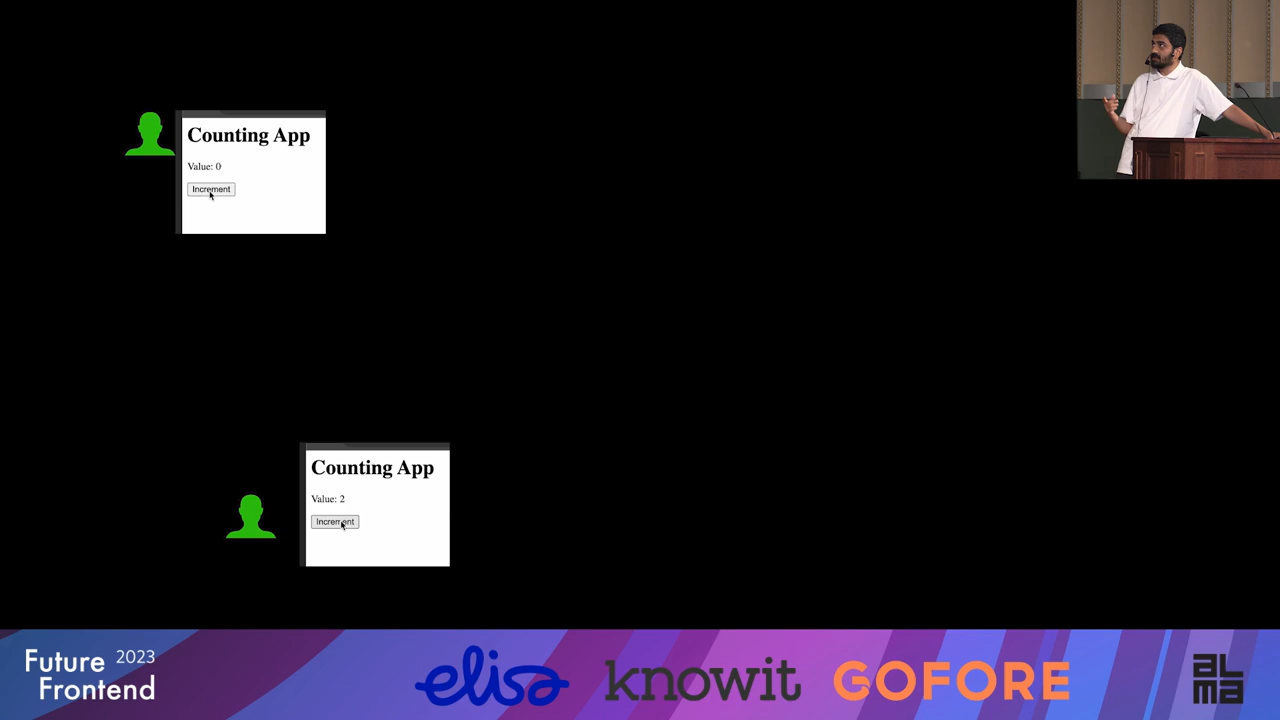 Counting App
Value: 0
Increment
Counting App
Value: 2
Increment
Future 2023
Frontend
elisa
knowit
GOFORE
ALMA